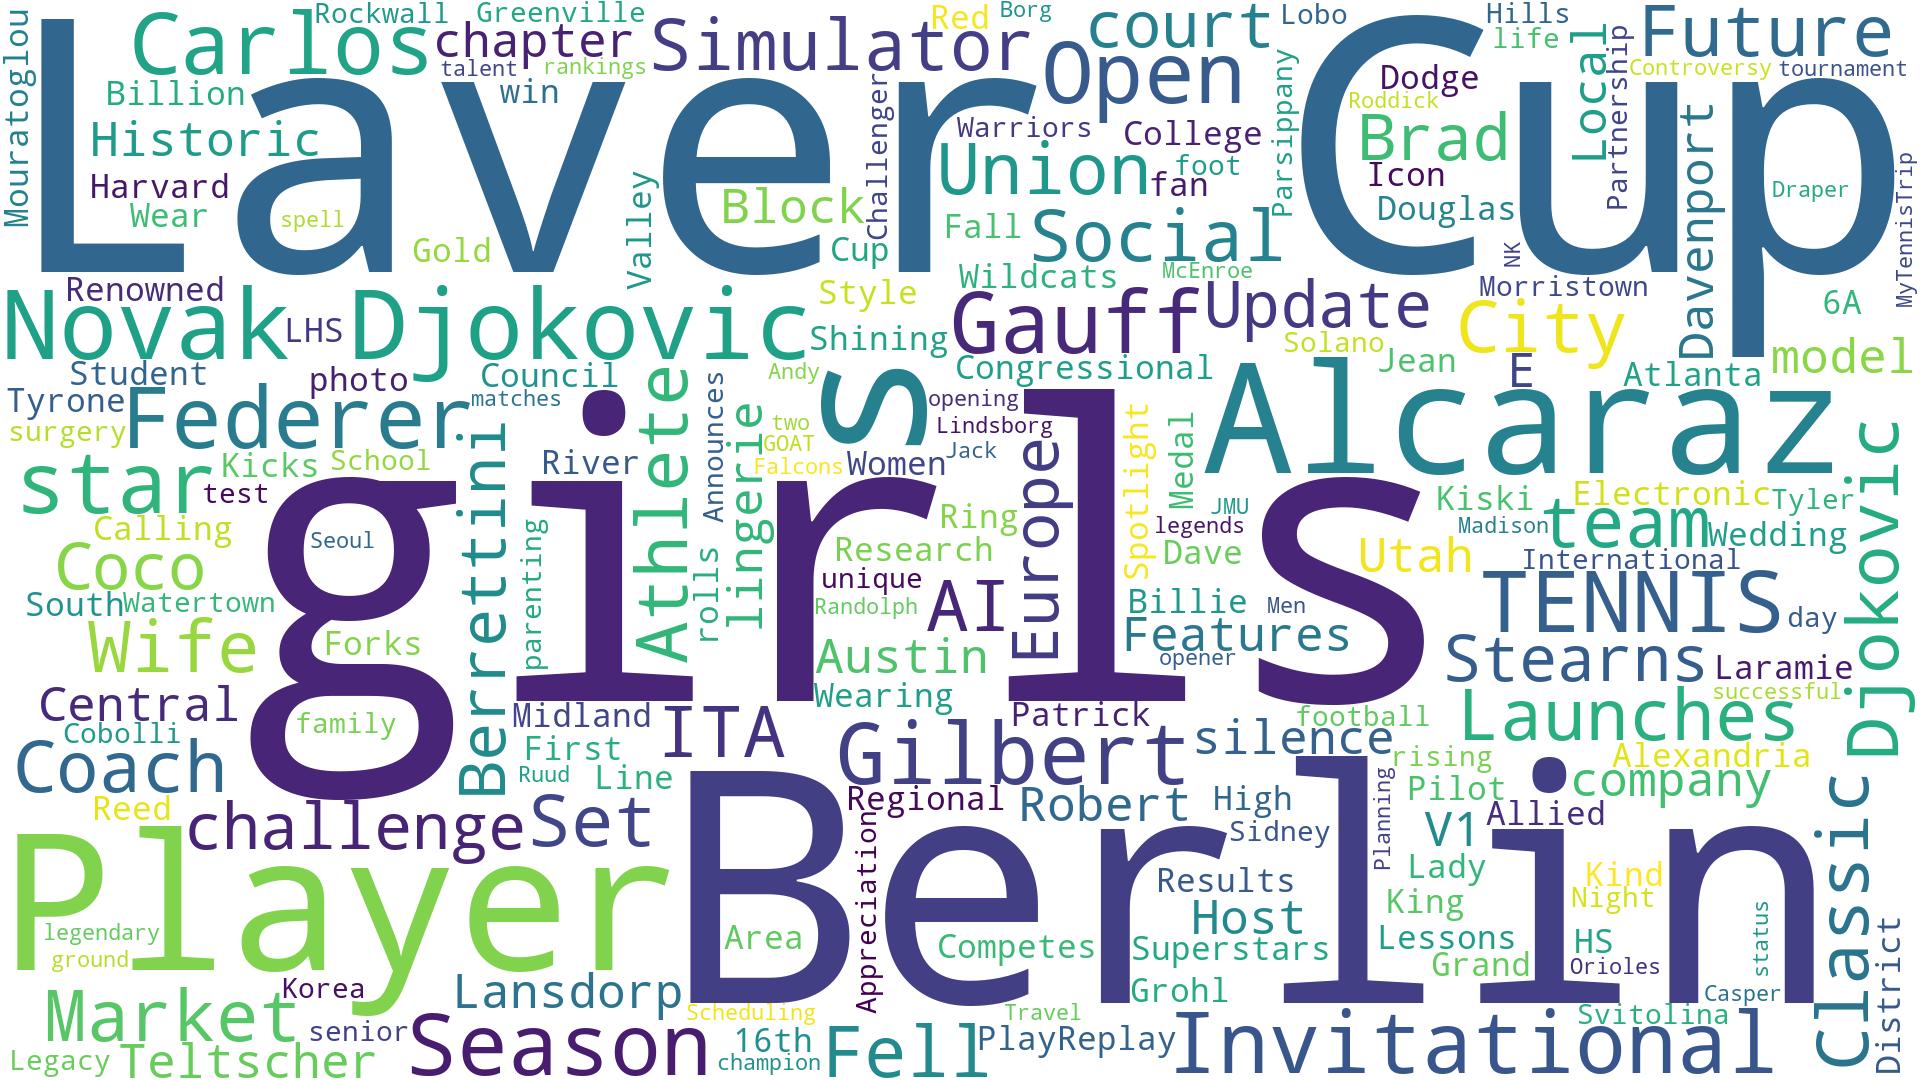 Laver Cup
girls
Berlin
Player
Alcaraz
Novak
Djokovic
Carlos
Simulator
Open
court
Future
Rockwall
Greenville
chapter
talent
rankings
Red
Borg
Lobo
Hills
life
Local
Partnership
Controversy
tournament
Mouratoglou
Billion
Historic
Harvard
Wear
spell
win
Gold
Valley
Block
Challenger
Cup
Warriors
College
Union
foot
fan
Fall
Social
Parsippany
Dodge
Roddick
Brad
Icon
Douglas
Davenport
Draper
MyTennisTrip
Wildcats
McEnroe
NK
Morristown
6A
Renowned
LHS
Style
Shining
Gauff
Update
Solano
City
Jean
E
Atlanta
model
Student
photo
Council
Congressional
Tyrone
surgery
Federer
matches
Athlete
Announces
Andy
two
GOAT
Falcons
s
opening
Lindsborg
Jack
Women
star
Kicks
School
test
Berrettini
River
lingerie
Europe
Spotlight
Medal
Kiski
Electronic
Tyler
Djokovic
Calling
Seoul
Ring
Research
JMU
legends
Dave
Madison
team
Wedding
Utah
International
Coco
South
Watertown
parenting
rolls
unique
Randolph
AI
Billie
Men
Features
opener
TENNIS
day
Wife
Forks
Austin
Wearing
Stearns
Laramie
successful
Central
family
Midland
ITA
Patrick
football
Launches
Cobolli
Coach
First
Ruud
Line
Gilbert
silence
rising
Alexandria
Pilot
company
Reed
challenge
Set
Regional
Robert
High
Sidney
Planning
V1
Allied
Classic
Appreciation
Results
Lady
Kind
Night
King
legendary
ground
Area
Competes
Host
Superstars
Lessons
HS
Grand
Orioles
status
Casper
District
Korea
Lansdorp
Grohl
Market
senior
Season
Scheduling
Travel
Svitolina
Legacy
Teltscher
16th
champion
Fell
PlayReplay
Invitational